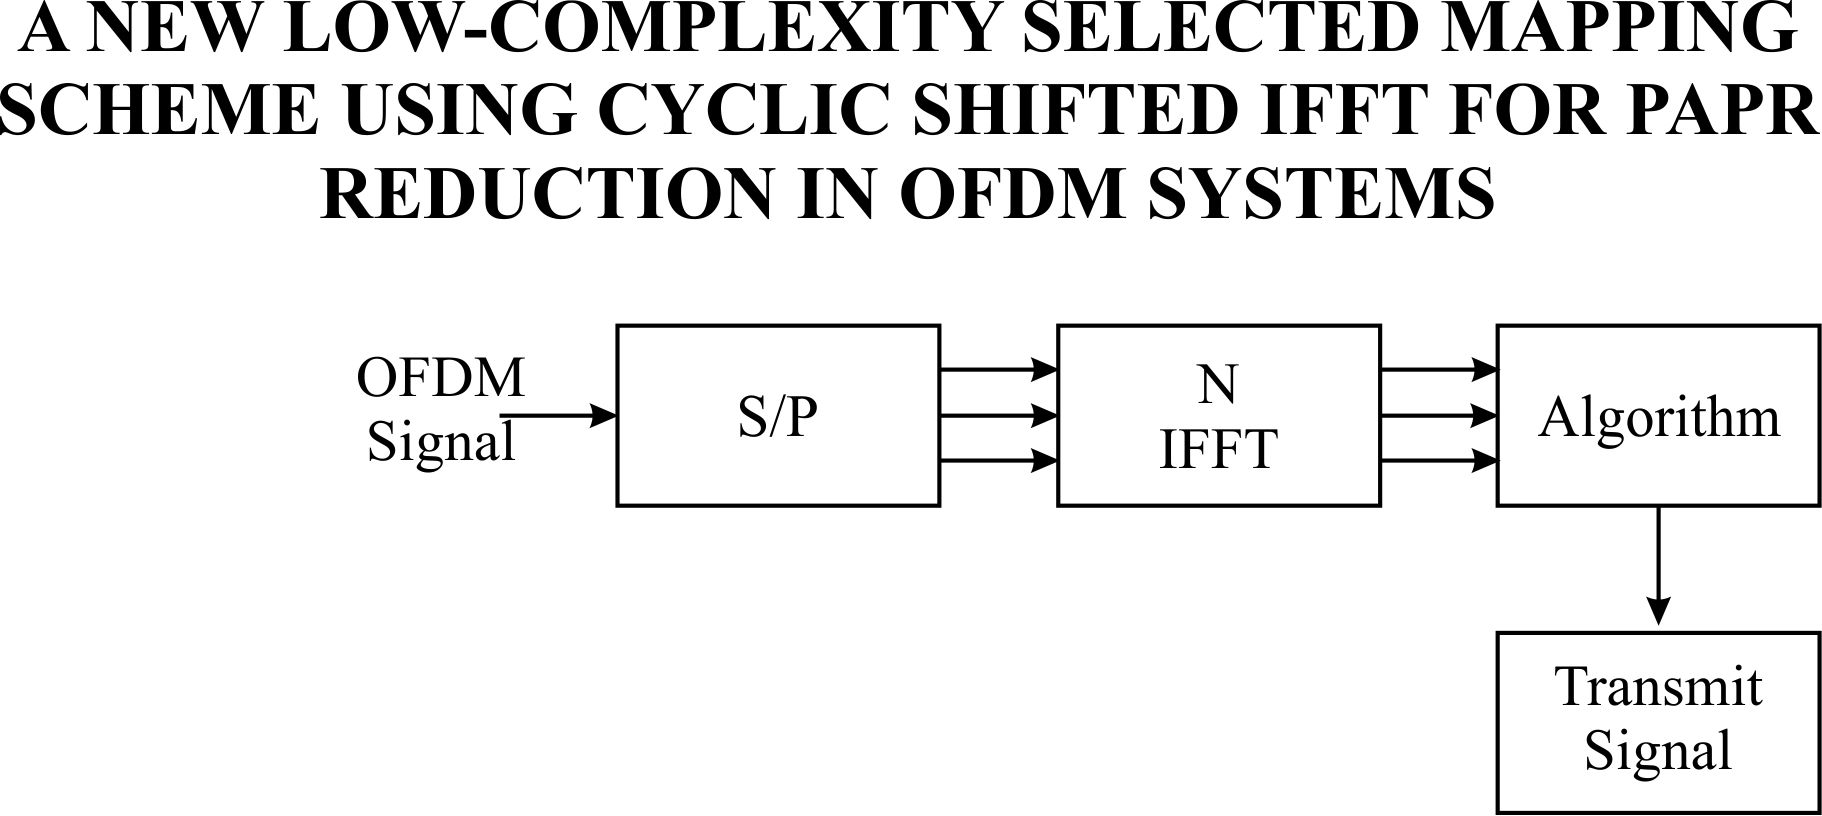 A NEW LOW-COMPLEXITY SELECTED MAPPING
SCHEME USING CYCLIC SHIFTED IFFT FOR PAPR
REDUCTION IN OFDM SYSTEMS
OFDM
Signal
S/P
N
IFFT
Algorithm
Transmit
Signal